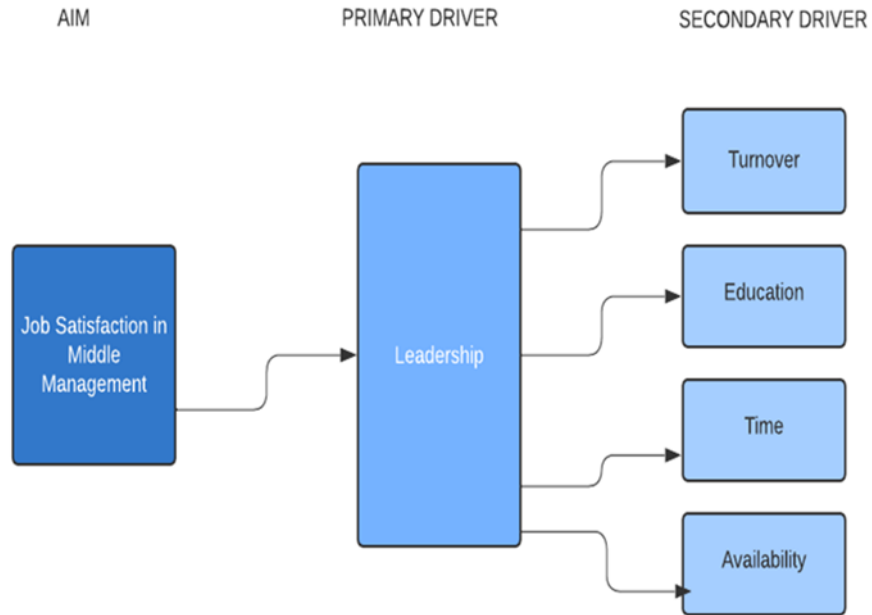 AIM
PRIMARY DRIVER
SECONDARY DRIVER
Job Satisfaction in
Middle
Management
Leadership
Turnover
Education
Time
Availability